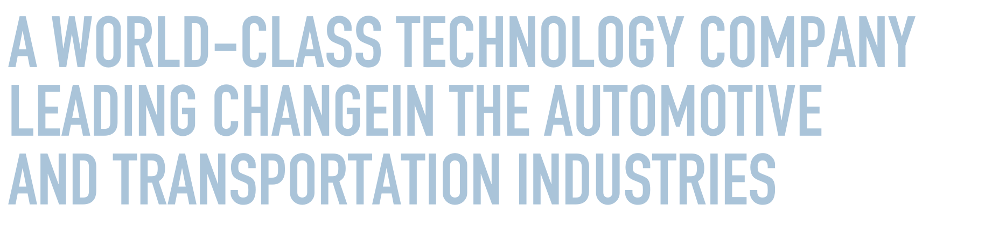 A WORLD-CLASS TECHNOLOGY COMPANY
LEADING CHANGEIN THE AUTOMOTIVE
AND TRANSPORTATION INDUSTRIES